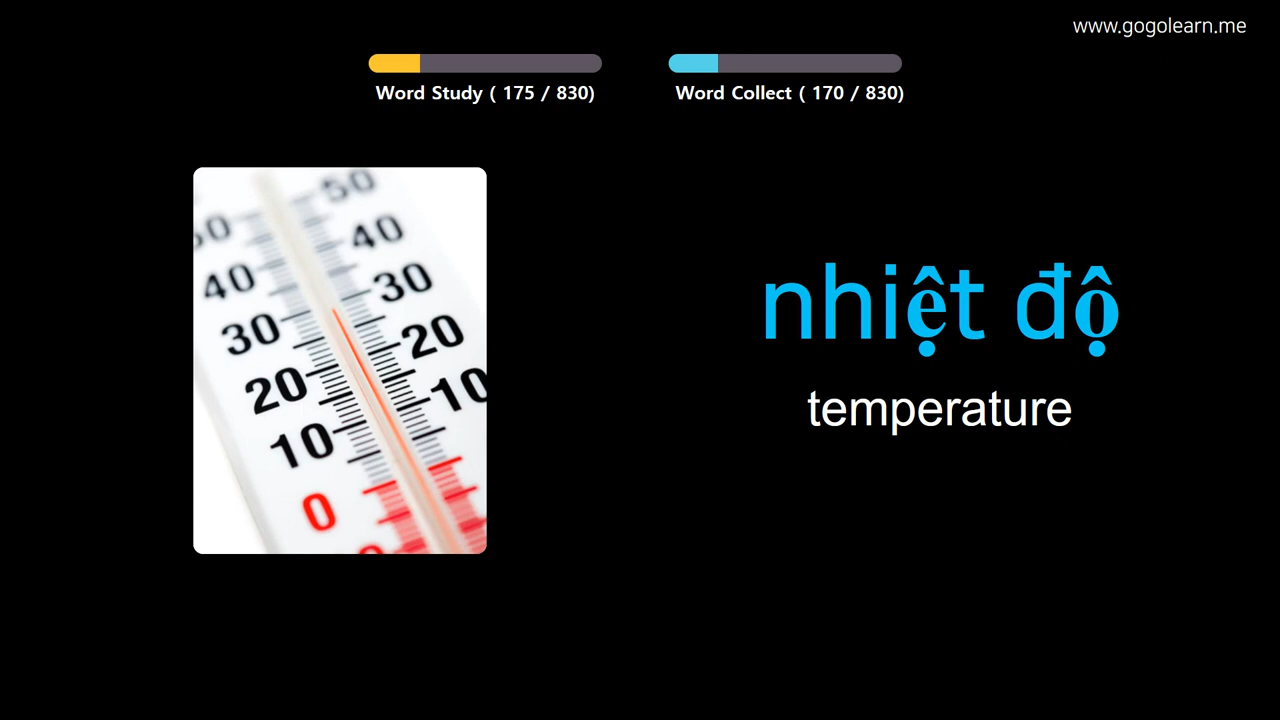 www.gogolearn.me
Word Study ( 175 / 830)
Word Collect ( 170 / 830)
50
40
30
20
10
0
50
40
30
20
10
nhiệt độ
temperature